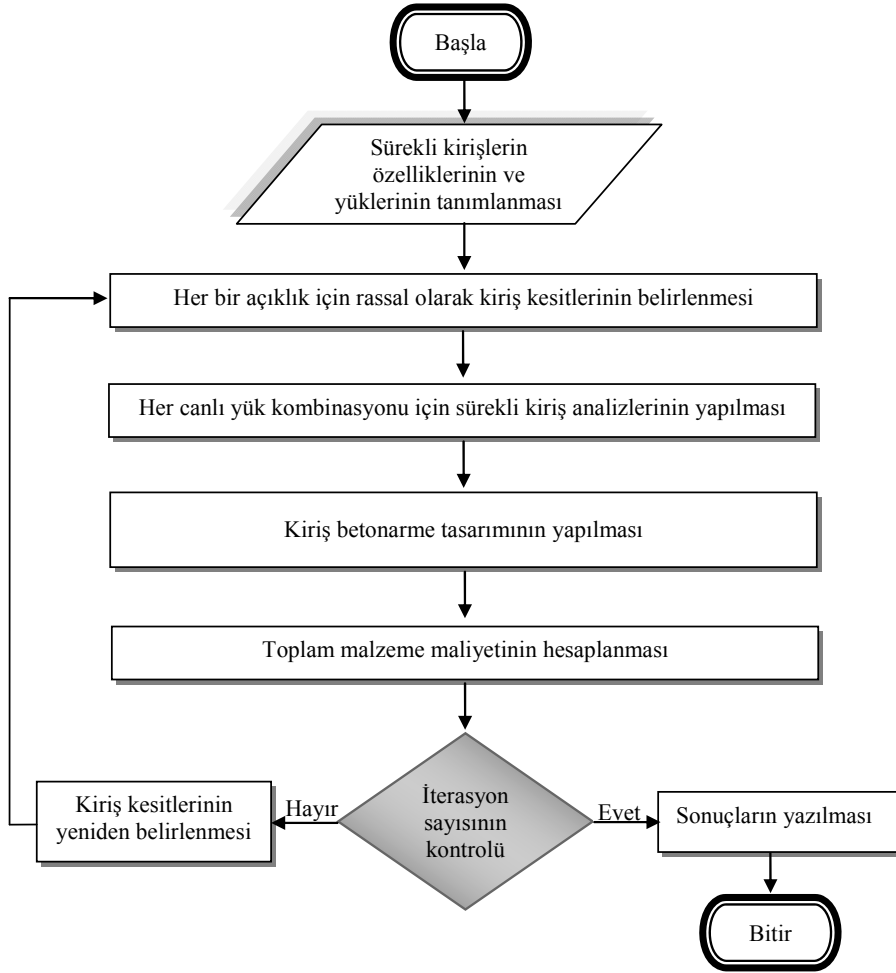 Başla
Sürekli kirişlerin
özelliklerinin ve
yüklerinin tanımlanması
Her bir açıklık için rassal olarak kiriş kesitlerinin belirlenmesi
Her canlı yük kombinasyonu için sürekli kiriş analizlerinin yapılması
Kiriş betonarme tasarımının yapılması
Toplam malzeme maliyetinin hesaplanması
Kiriş kesitlerinin
yeniden belirlenmesi
Hayır
İterasyon
sayısının
kontrolü
Evet
Sonuçların yazılması
Bitir